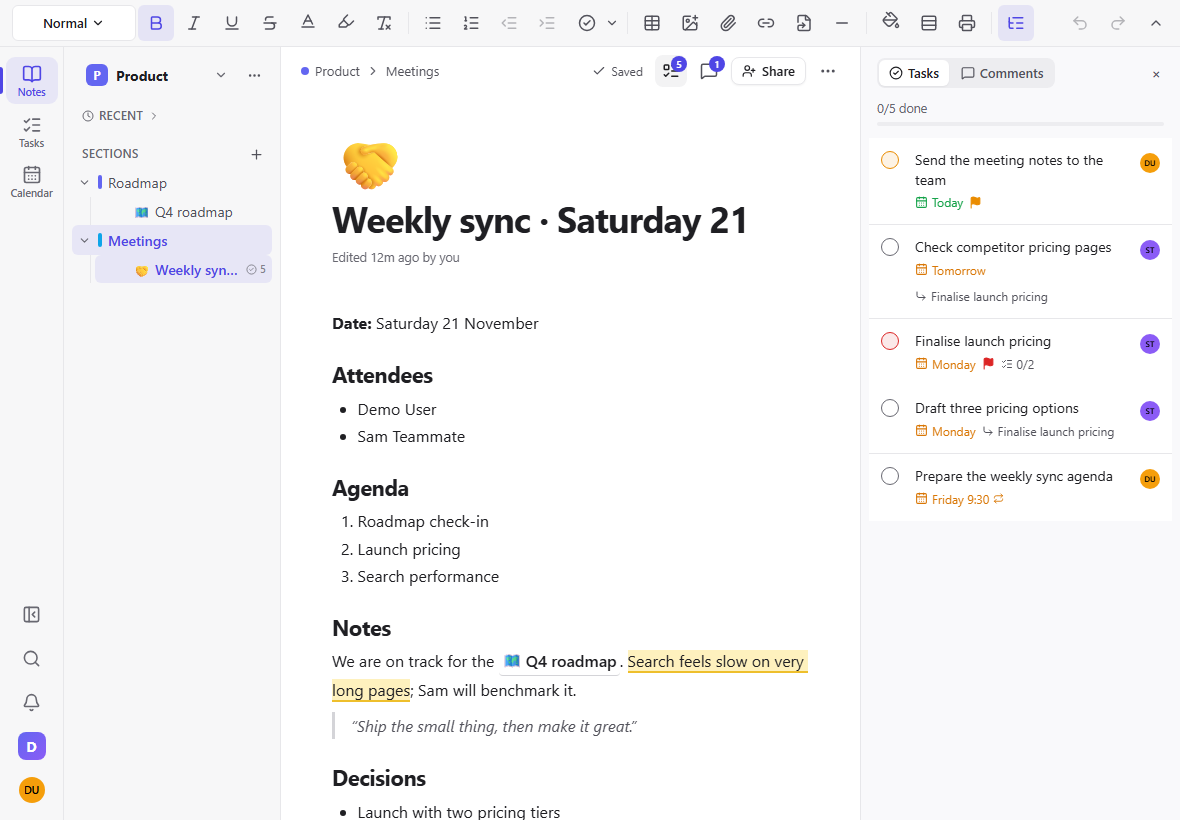 Normal
Notes
Tasks
Calendar
D
DU
P Product
RECENT
SECTIONS
Roadmap
Q4 roadmap
Meetings
Weekly syn... 5
Product > Meetings
Saved
5
1
Share
Weekly sync · Saturday 21
Edited 12m ago by you
Date: Saturday 21 November
Attendees
• Demo User
• Sam Teammate
Agenda
1. Roadmap check-in
2. Launch pricing
3. Search performance
Notes
We are on track for the Q4 roadmap. Search feels slow on very
long pages; Sam will benchmark it.
“Ship the small thing, then make it great.”
Decisions
• Launch with two pricing tiers
Tasks
Comments
0/5 done
Send the meeting notes to the
team
DU
Today
Check competitor pricing pages
ST
Tomorrow
Finalise launch pricing
Finalise launch pricing
ST
Monday 0/2
Draft three pricing options
ST
Monday Finalise launch pricing
Prepare the weekly sync agenda
DU
Friday 9:30